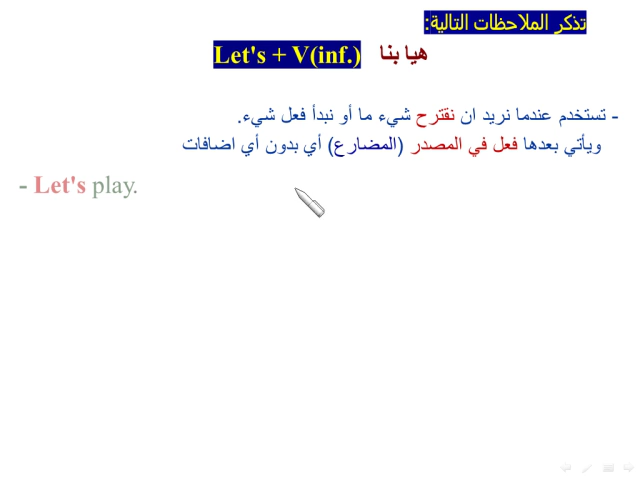 تذكر الملاحظات التالية:
هيا بنا Let's + V(inf.)
- تستخدم عندما نريد ان نقترح شيء ما أو نبدأ فعل شيء.
ويأتي بعدها فعل في المصدر (المضارع) أي بدون أي اضافات
- Let's play.